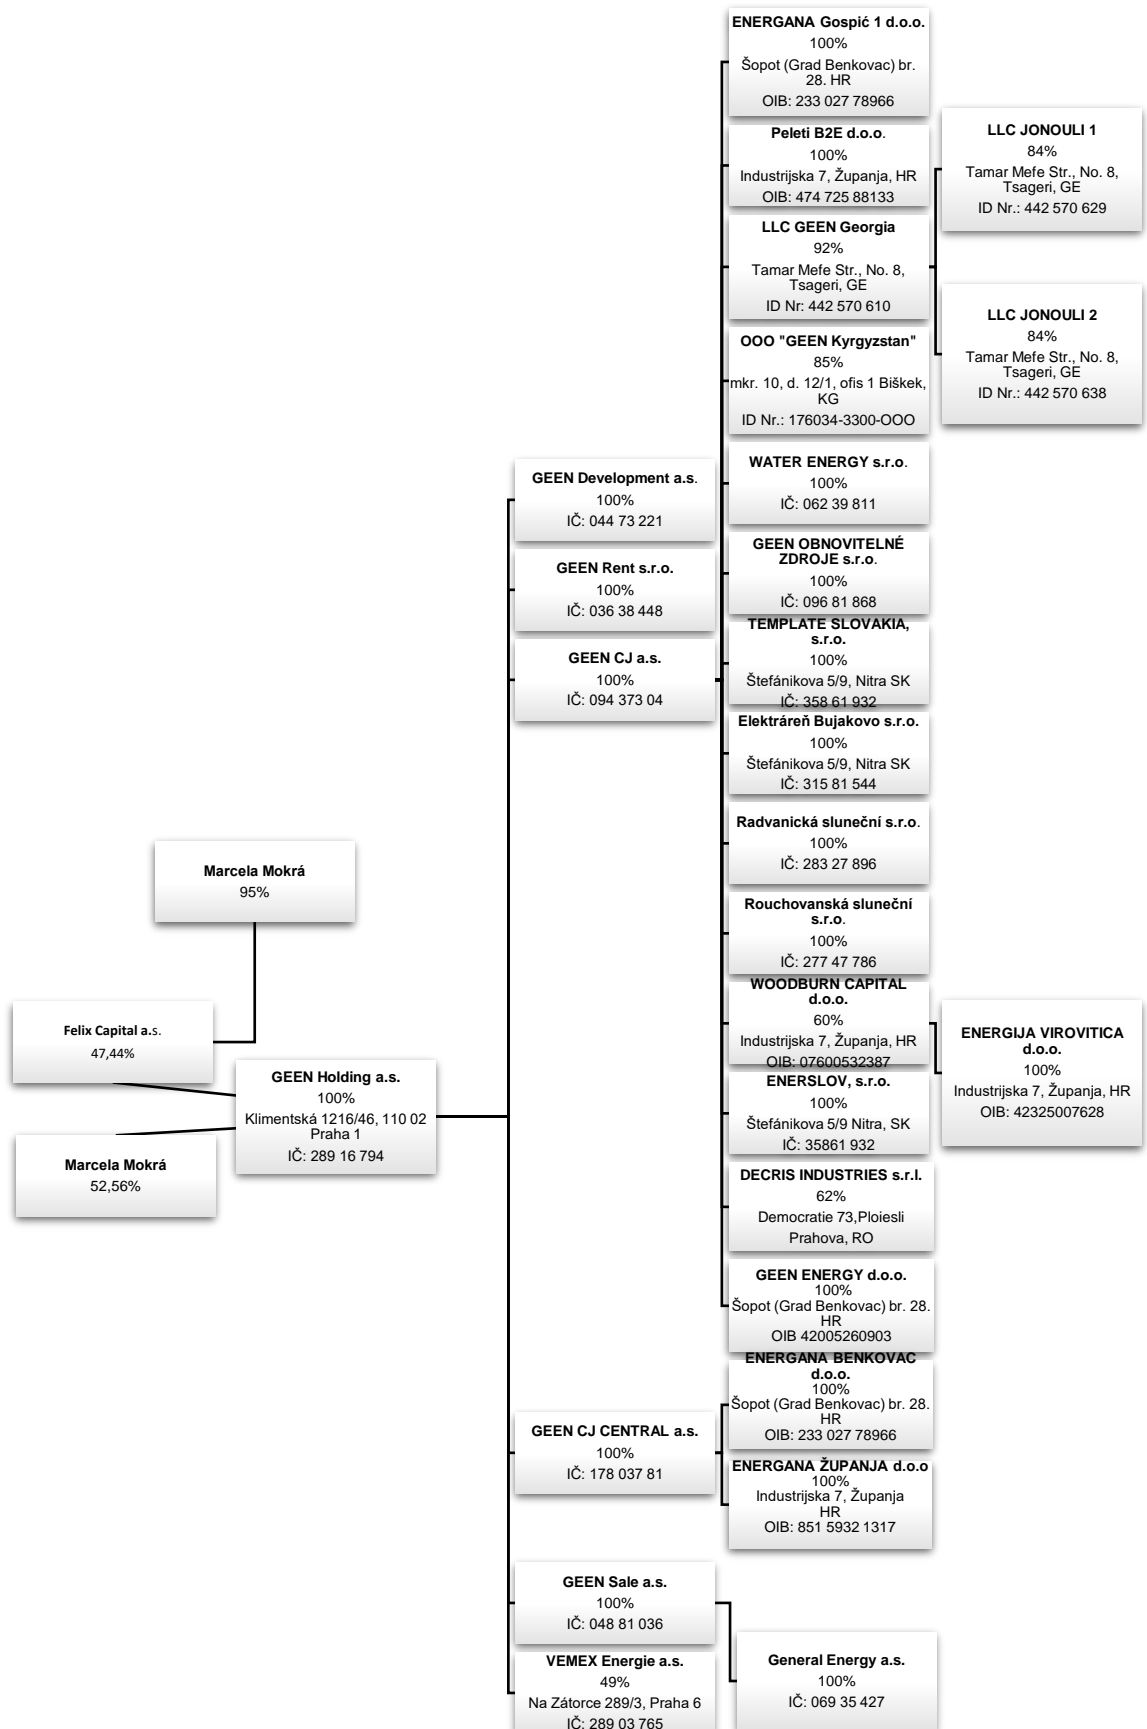 Marcela Mokrá
95%
Felix Capital a.s.
47,44%
Marcela Mokrá
52,56%
GEEN Holding a.s.
100%
Klimentská 1216/46, 110 02
Praha 1
IČ: 289 16 794
GEEN Development a.s.
100%
IČ: 044 73 221
GEEN Rent s.r.o.
100%
IČ: 036 38 448
GEEN CJ a.s.
100%
IČ: 094 373 04
GEEN CJ CENTRAL a.s.
100%
IČ: 178 037 81
GEEN Sale a.s.
100%
IČ: 048 81 036
VEMEX Energie a.s.
49%
Na Zátorce 289/3, Praha 6
IČ: 289 03 765
ENERGANA Gospić 1 d.o.o.
100%
Šopot (Grad Benkovac) br.
28. HR
OIB: 233 027 78966
Peleti B2E d.o.o.
100%
Industrijska 7, Županja, HR
OIB: 474 725 88133
LLC GEEN Georgia
92%
Tamar Mefe Str., No. 8,
Tsageri, GE
ID Nr: 442 570 610
OOO "GEEN Kyrgyzstan"
85%
mkr. 10, d. 12/1, ofis 1 Biškek,
KG
ID Nr.: 176034-3300-OOO
WATER ENERGY s.r.o.
100%
IČ: 062 39 811
GEEN OBNOVITELNÉ
ZDROJE s.r.o.
100%
IČ: 096 81 868
TEMPLATE SLOVAKIA,
s.r.o.
100%
Štefánikova 5/9, Nitra SK
IČ: 358 61 932
Elektráreň Bujakovo s.r.o.
100%
Štefánikova 5/9, Nitra SK
IČ: 315 81 544
Radvanická sluneční s.r.o.
100%
IČ: 283 27 896
Rouchovanská sluneční
s.r.o.
100%
IČ: 277 47 786
WOODBURN CAPITAL
d.o.o.
60%
Industrijska 7, Županja, HR
OIB: 07600532387
ENERSLOV, s.r.o.
100%
Štefánikova 5/9 Nitra, SK
IČ: 35861 932
DECRIS INDUSTRIES s.r.l.
62%
Democratie 73,Ploiesli
Prahova, RO
GEEN ENERGY d.o.o.
100%
Šopot (Grad Benkovac) br. 28.
HR
OIB 42005260903
ENERGANA BENKOVAC
d.o.o.
100%
Šopot (Grad Benkovac) br. 28.
HR
OIB: 233 027 78966
ENERGANA ŽUPANJA d.o.o
100%
Industrijska 7, Županja
HR
OIB: 851 5932 1317
General Energy a.s.
100%
IČ: 069 35 427
LLC JONOULI 1
84%
Tamar Mefe Str., No. 8,
Tsageri, GE
ID Nr.: 442 570 629
LLC JONOULI 2
84%
Tamar Mefe Str., No. 8,
Tsageri, GE
ID Nr.: 442 570 638
ENERGIJA VIROVITICA
d.o.o.
100%
Industrijska 7, Županja, HR
OIB: 42325007628